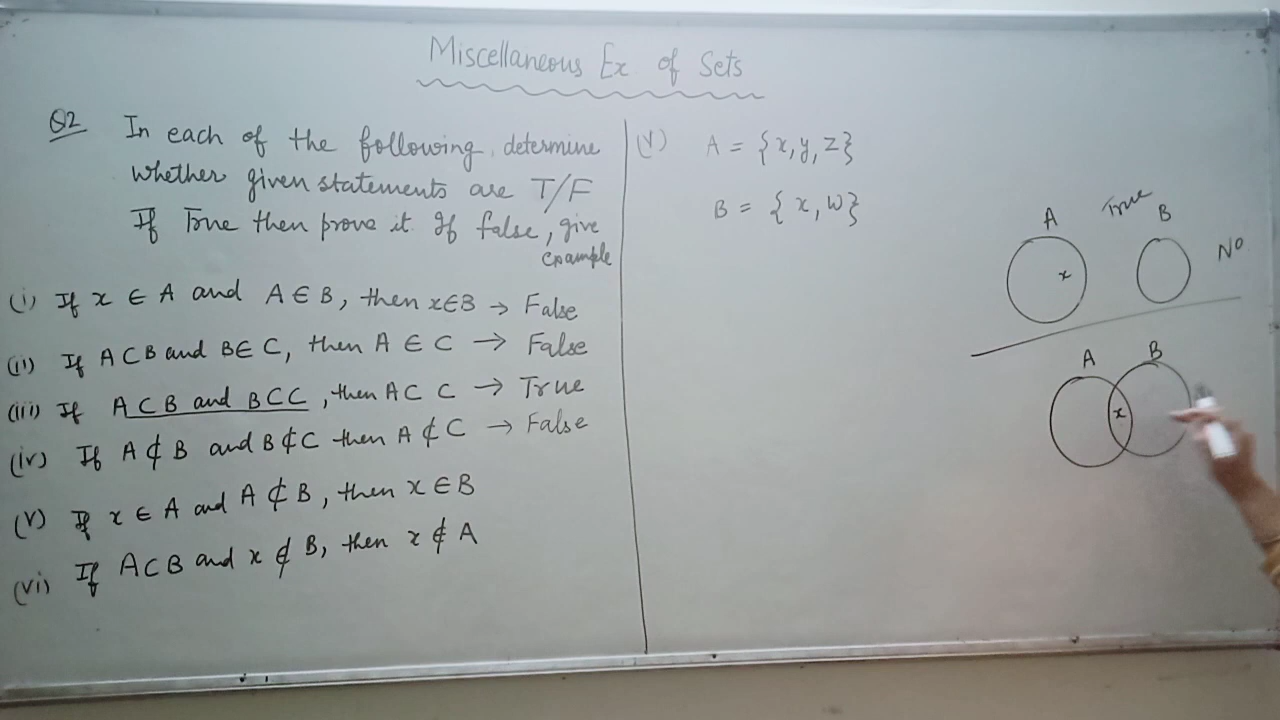 Miscellaneous Ex. of Sets
Q2 In each of the following, determine
whether given statements are T/F
If True then prove it. If false, give
example
(i) If x ∈ A and A ∈ B, then x ∈ B → False
(ii) If A ⊂ B and B ∈ C, then A ∈ C → False
(iii) If A ⊂ B and B ⊂ C, then A ⊂ C → True
(iv) If A ⊄ B and B ⊄ C then A ⊄ C → False
(v) If x ∈ A and A ⊄ B, then x ∈ B
(vi) If A ⊂ B and x ∉ B, then x ∉ A
(v) A = {x, y, z}
B = {x, w}
True
A B
x
No
A B
x